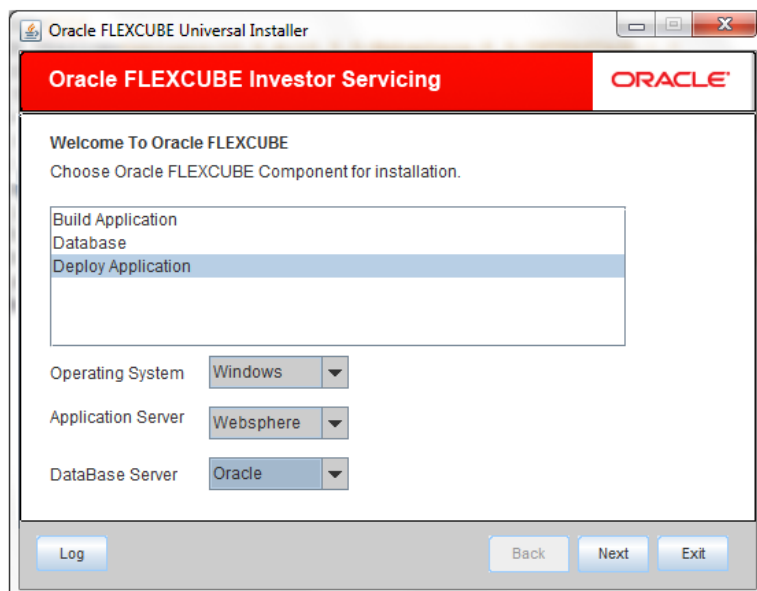 Oracle FLEXCUBE Universal Installer
Oracle FLEXCUBE Investor Servicing
ORACLE
Welcome To Oracle FLEXCUBE
Choose Oracle FLEXCUBE Component for installation.
Build Application
Database
Deploy Application
Operating System Windows
Application Server Websphere
DataBase Server Oracle
Log Back Next Exit